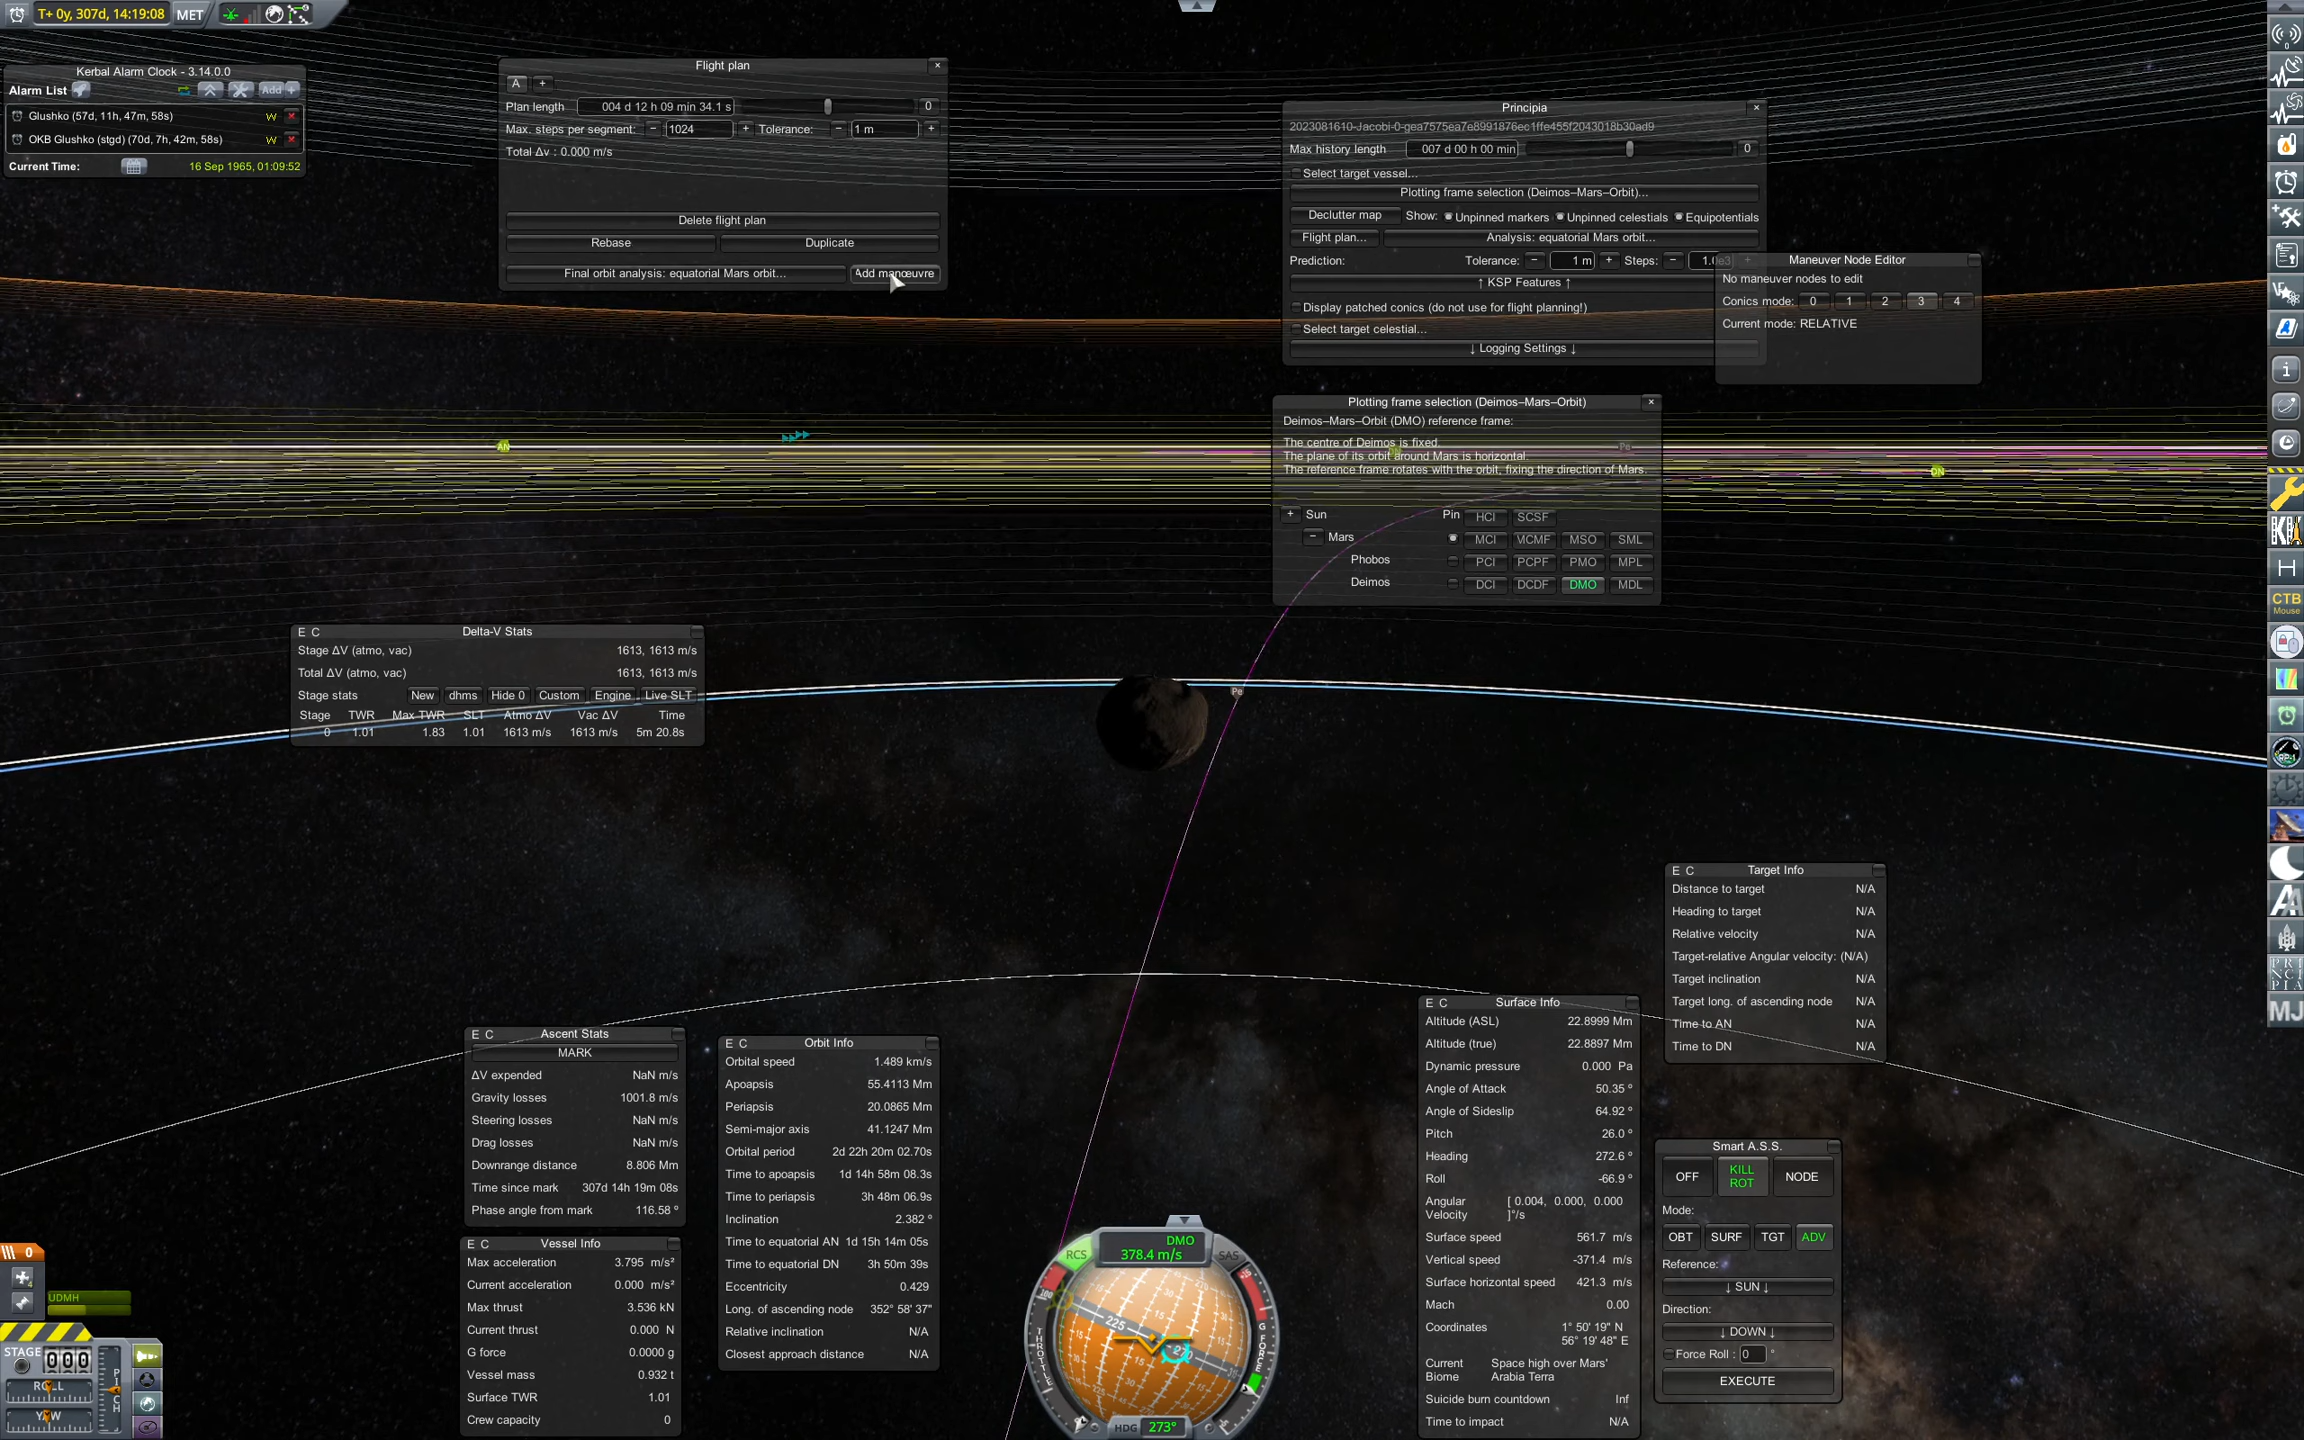 T+ 0y, 307d, 14:19:08
MET
Kerbal Alarm Clock - 3.14.0.0
Alarm List
Add +
Glushko (57d, 11h, 47m, 58s)
W
OKB Glushko (stgd) (70d, 7h, 42m, 58s)
W
Current Time:
16 Sep 1965, 01:09:52
Flight plan
×
A
+
Plan length
004 d 12 h 09 min 34.1 s
0
Max. steps per segment:
−
1024
+
Tolerance:
−
1 m
+
Total Δv : 0.000 m/s
Delete flight plan
Rebase
Duplicate
Final orbit analysis: equatorial Mars orbit...
Add manœuvre
Principia
×
2023081610-Jacobi-0-gea7575ea7e8991876ec1ffe455f2043018b30ad9
Max history length
007 d 00 h 00 min
0
Select target vessel...
Plotting frame selection (Deimos–Mars–Orbit)...
Declutter map
Show:
Unpinned markers
Unpinned celestials
Equipotentials
Flight plan...
Analysis: equatorial Mars orbit...
Prediction:
Tolerance:
−
1 m
+
Steps:
−
1.0e3
+
↑ KSP Features ↑
Display patched conics (do not use for flight planning!)
Select target celestial...
↓ Logging Settings ↓
Maneuver Node Editor
No maneuver nodes to edit
Conics mode:
0
1
2
3
4
Current mode: RELATIVE
Plotting frame selection (Deimos–Mars–Orbit)
×
Deimos–Mars–Orbit (DMO) reference frame:
The centre of Deimos is fixed.
The plane of its orbit around Mars is horizontal.
The reference frame rotates with the orbit, fixing the direction of Mars.
+ Sun
Pin
HCI
SCSF
− Mars
MCI
MCMF
MSO
SML
Phobos
PCI
PCPF
PMO
MPL
Deimos
DCI
DCDF
DMO
MDL
AN
DN
Pe
Delta-V Stats
E C
Stage ΔV (atmo, vac)
1613, 1613 m/s
Total ΔV (atmo, vac)
1613, 1613 m/s
Stage stats
New
dhms
Hide 0
Custom
Engine
Live SLT
Stage TWR Max TWR SLT Atmo ΔV Vac ΔV Time
0 1.01 1.83 1.01 1613 m/s 1613 m/s 5m 20.8s
E C
Target Info
Distance to target N/A
Heading to target N/A
Relative velocity N/A
Target-relative Angular velocity: (N/A)
Target inclination N/A
Target long. of ascending node N/A
Time to AN N/A
Time to DN N/A
E C
Ascent Stats
MARK
ΔV expended NaN m/s
Gravity losses 1001.8 m/s
Steering losses NaN m/s
Drag losses NaN m/s
Downrange distance 8.806 Mm
Time since mark 307d 14h 19m 08s
Phase angle from mark 116.58 º
E C
Vessel Info
Max acceleration 3.795 m/s²
Current acceleration 0.000 m/s²
Max thrust 3.536 kN
Current thrust 0.000 N
G force 0.0000 g
Vessel mass 0.932 t
Surface TWR 1.01
Crew capacity 0
E C
Orbit Info
Orbital speed 1.489 km/s
Apoapsis 55.4113 Mm
Periapsis 20.0865 Mm
Semi-major axis 41.1247 Mm
Orbital period 2d 22h 20m 02.70s
Time to apoapsis 1d 14h 58m 08.3s
Time to periapsis 3h 48m 06.9s
Inclination 2.382 º
Time to equatorial AN 1d 15h 14m 05s
Time to equatorial DN 3h 50m 39s
Eccentricity 0.429
Long. of ascending node 352° 58' 37"
Relative inclination N/A
Closest approach distance N/A
E C
Surface Info
Altitude (ASL) 22.8999 Mm
Altitude (true) 22.8897 Mm
Dynamic pressure 0.000 Pa
Angle of Attack 50.35 º
Angle of Sideslip 64.92 º
Pitch 26.0 º
Heading 272.6 º
Roll -66.9 º
Angular Velocity [ 0.004, 0.000, 0.000 ]°/s
Surface speed 561.7 m/s
Vertical speed -371.4 m/s
Surface horizontal speed 421.3 m/s
Mach 0.00
Coordinates 1° 50' 19" N
56° 19' 48" E
Current Biome Space high over Mars' Arabia Terra
Suicide burn countdown Inf
Time to impact N/A
Smart A.S.S.
OFF
KILL ROT
NODE
Mode:
OBT
SURF
TGT
ADV
Reference:
↓ SUN ↓
Direction:
↓ DOWN ↓
Force Roll :
0
°
EXECUTE
DMO
378.4 m/s
RCS
SAS
THROTTLE
G FORCE
225
HDG
273°
0
UDMH
STAGE
000
ROLL
YAW
PITCH
CTB
Mouse
RP-1
PRINCIPIA
MJ